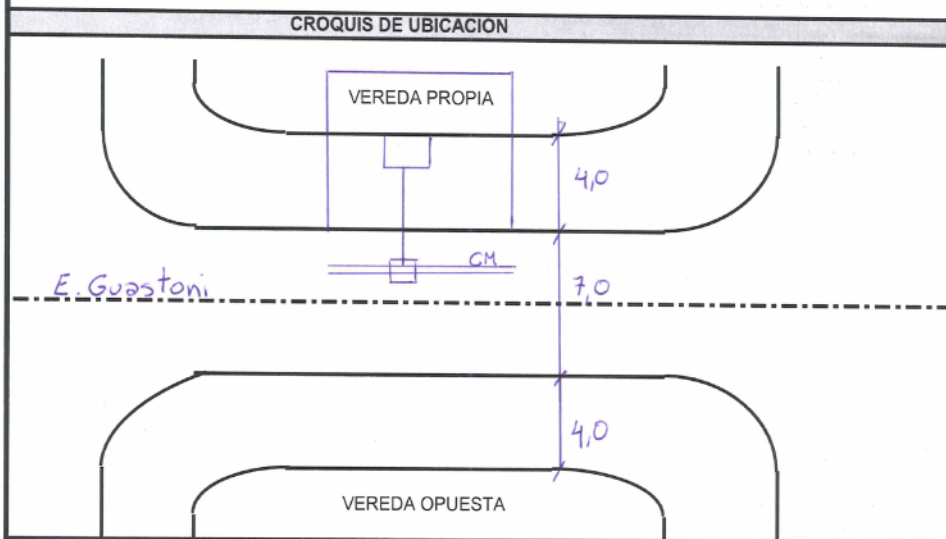 CROQUIS DE UBICACION
VEREDA PROPIA
4,0
CM
E. Guastoni
7,0
4,0
VEREDA OPUESTA